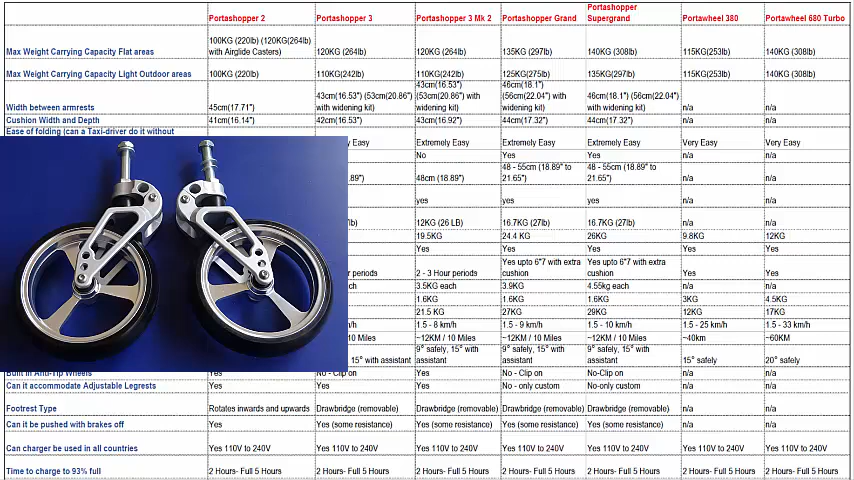 Portashopper 2 Portashopper 3 Portashopper 3 Mk 2 Portashopper Grand Portashopper Supergrand Portawheel 380 Portawheel 680 Turbo
Max Weight Carrying Capacity Flat areas 100KG (220lb) (120KG(264lb) with Airglide Casters) 120KG (264lb) 120KG (264lb) 135KG (297lb) 140KG (308lb) 115KG(253lb) 140KG (308lb)
Max Weight Carrying Capacity Light Outdoor areas 100KG (220lb) 110KG(242lb) 110KG(242lb) 125KG(275lb) 135KG(297lb) 115KG(253lb) 140KG (308lb)
Width between armrests 45cm(17.71") 43cm(16.53") (53cm(20.86") with widening kit) 43cm(16.53") (53cm(20.86") with widening kit) 46cm(18.1") (56cm(22.04") with widening kit) 46cm(18.1") (56cm(22.04") with widening kit) n/a n/a
Cushion Width and Depth 41cm(16.14") 42cm(16.53") 43cm(16.92") 44cm(17.32") 44cm(17.32") n/a n/a
Ease of folding (can a Taxi-driver do it without
y Easy Extremely Easy Extremely Easy Extremely Easy Very Easy Very Easy
No Yes Yes n/a n/a
.89") 48cm (18.89") 48 - 55cm (18.89" to 21.65") 48 - 55cm (18.89" to 21.65") n/a n/a
yes yes yes n/a n/a
lb) 12KG (26 LB) 16.7KG (27lb) 16.7KG (27lb) n/a n/a
19.5KG 24.4 KG 26KG 9.8KG 12KG
Yes Yes Yes Yes
r periods 2 - 3 Hour periods Yes upto 6"7 with extra cushion Yes upto 6"7 with extra cushion Yes Yes
ach 3.5KG each 3.9KG 4.55kg each n/a n/a
1.6KG 1.6KG 1.6KG 3KG 4.5KG
21.5 KG 27KG 29KG 12KG 17KG
/h 1.5 - 8 km/h 1.5 - 9 km/h 1.5 - 10 km/h 1.5 - 25 km/h 1.5 - 33 km/h
10 Miles ~12KM / 10 Miles ~12KM / 10 Miles ~12KM / 10 Miles ~40km ~60KM
15° with assistant 9° safely, 15° with assistant 9° safely, 15° with assistant 9° safely, 15° with assistant 15° safely 20° safely
Built in Anti-Tip Wheels Yes No - Clip on Yes No - Clip on No-Clip on n/a n/a
Can it accommodate Adjustable Legrests Yes Yes Yes No - only custom No-only custom n/a n/a
Footrest Type Rotates inwards and upwards Drawbridge (removable) Drawbridge (removable) Drawbridge (removable) Drawbridge (removable) n/a n/a
Can it be pushed with brakes off Yes Yes (some resistance) Yes (some resistance) Yes (some resistance) Yes (some resistance) n/a n/a
Can charger be used in all countries Yes 110V to 240V Yes 110V to 240V Yes 110V to 240V Yes 110V to 240V Yes 110V to 240V Yes 110V to 240V Yes 110V to 240V
Time to charge to 93% full 2 Hours- Full 5 Hours 2 Hours- Full 5 Hours 2 Hours- Full 5 Hours 2 Hours- Full 5 Hours 2 Hours- Full 5 Hours 2 Hours- Full 5 Hours 2 Hours- Full 5 Hours